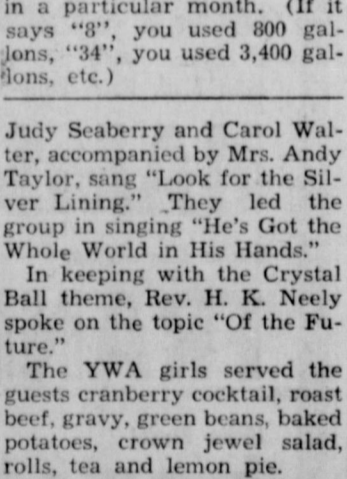 in a particular month. (If it
says "8", you used 800 gal-
lons, "34", you used 3,400 gal-
lons, etc.)
Judy Seaberry and Carol Wal-
ter, accompanied by Mrs. Andy
Taylor, sang "Look for the Sil-
ver Lining." They led the
group in singing "He's Got the
Whole World in His Hands."
In keeping with the Crystal
Ball theme, Rev. H. K. Neely
spoke on the topic "Of the Fu-
ture."
The YWA girls served the
guests cranberry cocktail, roast
beef, gravy, green beans, baked
potatoes, crown jewel salad,
rolls, tea and lemon pie.